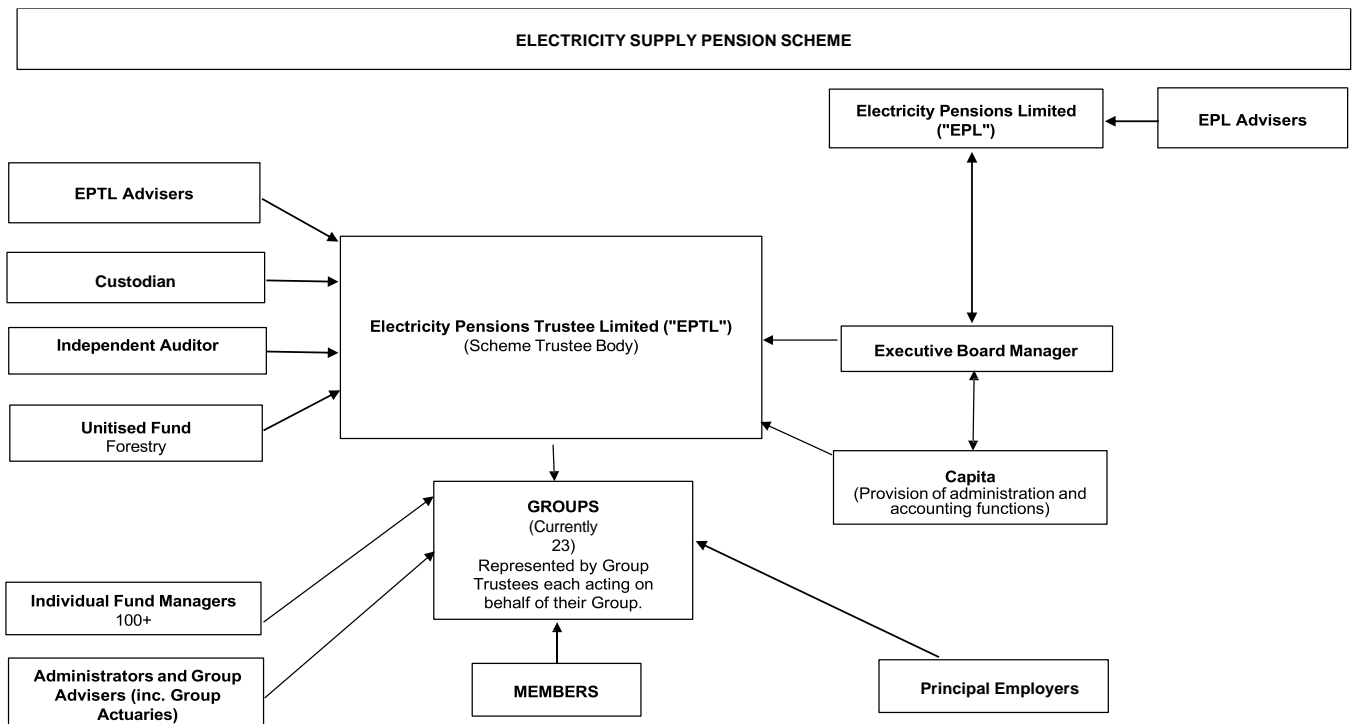 ELECTRICITY SUPPLY PENSION SCHEME
Electricity Pensions Limited
("EPL")
EPL Advisers
EPTL Advisers
Custodian
Independent Auditor
Unitised Fund
Forestry
Electricity Pensions Trustee Limited ("EPTL")
(Scheme Trustee Body)
Executive Board Manager
Capita
(Provision of administration and
accounting functions)
GROUPS
(Currently
23)
Represented by Group
Trustees each acting on
behalf of their Group.
Individual Fund Managers
100+
Administrators and Group
Advisers (inc. Group
Actuaries)
MEMBERS
Principal Employers